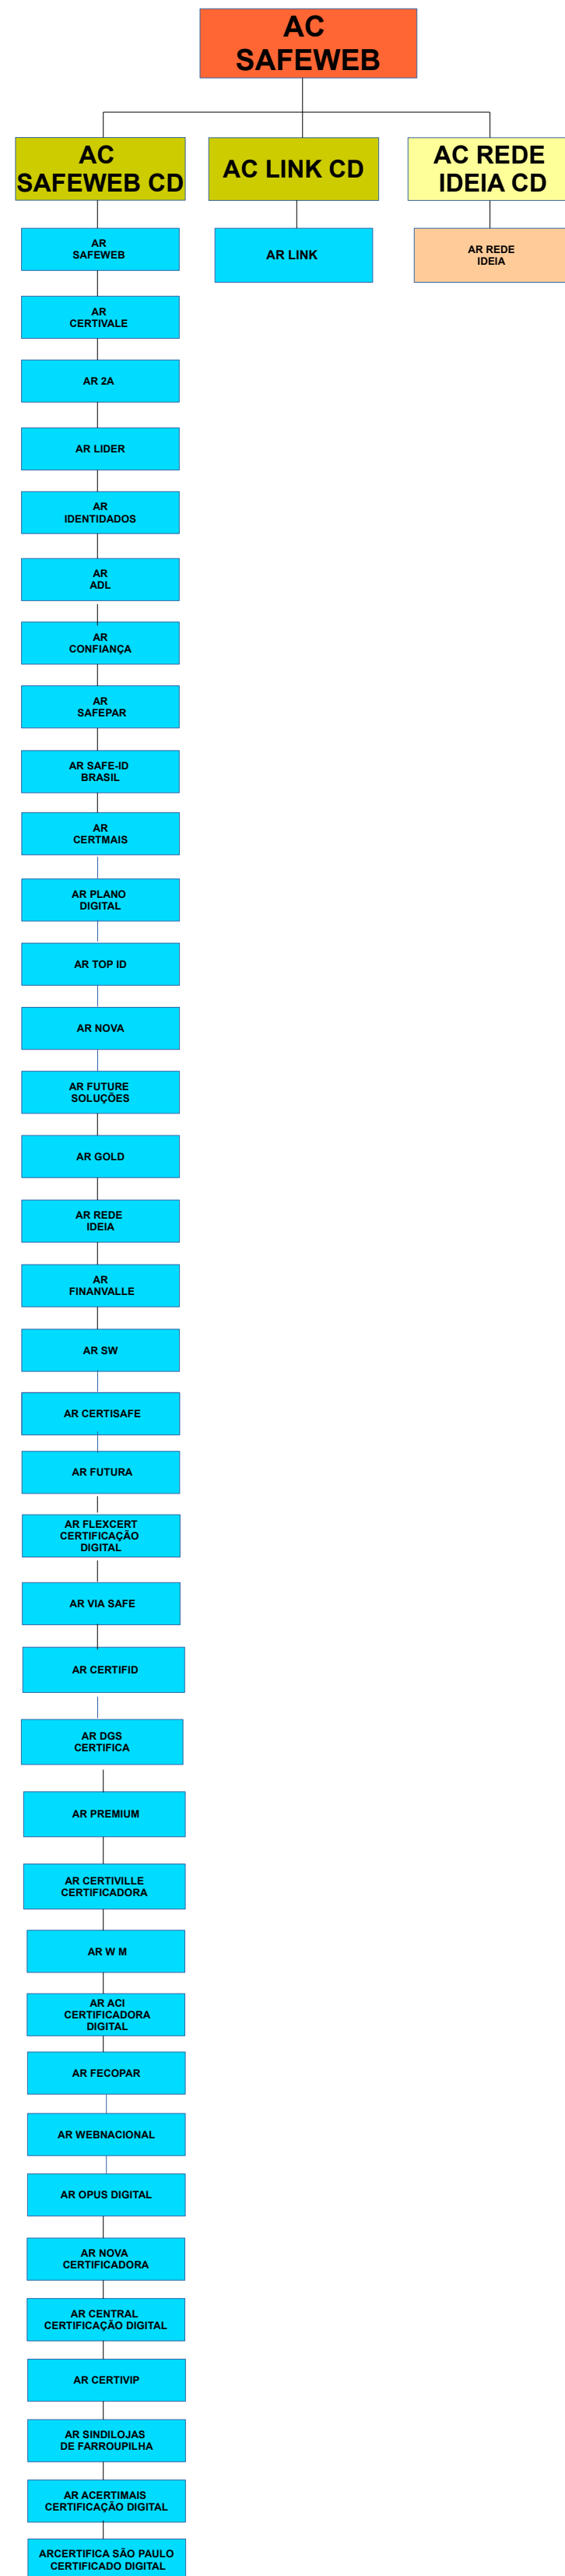 AC
SAFEWEB
AC
SAFEWEB CD
AC LINK CD
AC REDE
IDEIA CD
AR
SAFEWEB
AR LINK
AR REDE
IDEIA
AR
CERTIVALE
AR 2A
AR LIDER
AR
IDENTIDADOS
AR
ADL
AR
CONFIANÇA
AR
SAFEPAR
AR SAFE-ID
BRASIL
AR
CERTMAIS
AR PLANO
DIGITAL
AR TOP ID
AR NOVA
AR FUTURE
SOLUÇÕES
AR GOLD
AR REDE
IDEIA
AR
FINANVALLE
AR SW
AR CERTISAFE
AR FUTURA
AR FLEXCERT
CERTIFICAÇÃO
DIGITAL
AR VIA SAFE
AR CERTIFID
AR DGS
CERTIFICA
AR PREMIUM
AR CERTIVILLE
CERTIFICADORA
AR W M
AR ACI
CERTIFICADORA
DIGITAL
AR FECOPAR
AR WEBNACIONAL
AR OPUS DIGITAL
AR NOVA
CERTIFICADORA
AR CENTRAL
CERTIFICAÇÃO DIGITAL
AR CERTIVIP
AR SINDILOJAS
DE FARROUPILHA
AR ACERTIMAIS
CERTIFICAÇÃO DIGITAL
ARCERTIFICA SÃO PAULO
CERTIFICADO DIGITAL